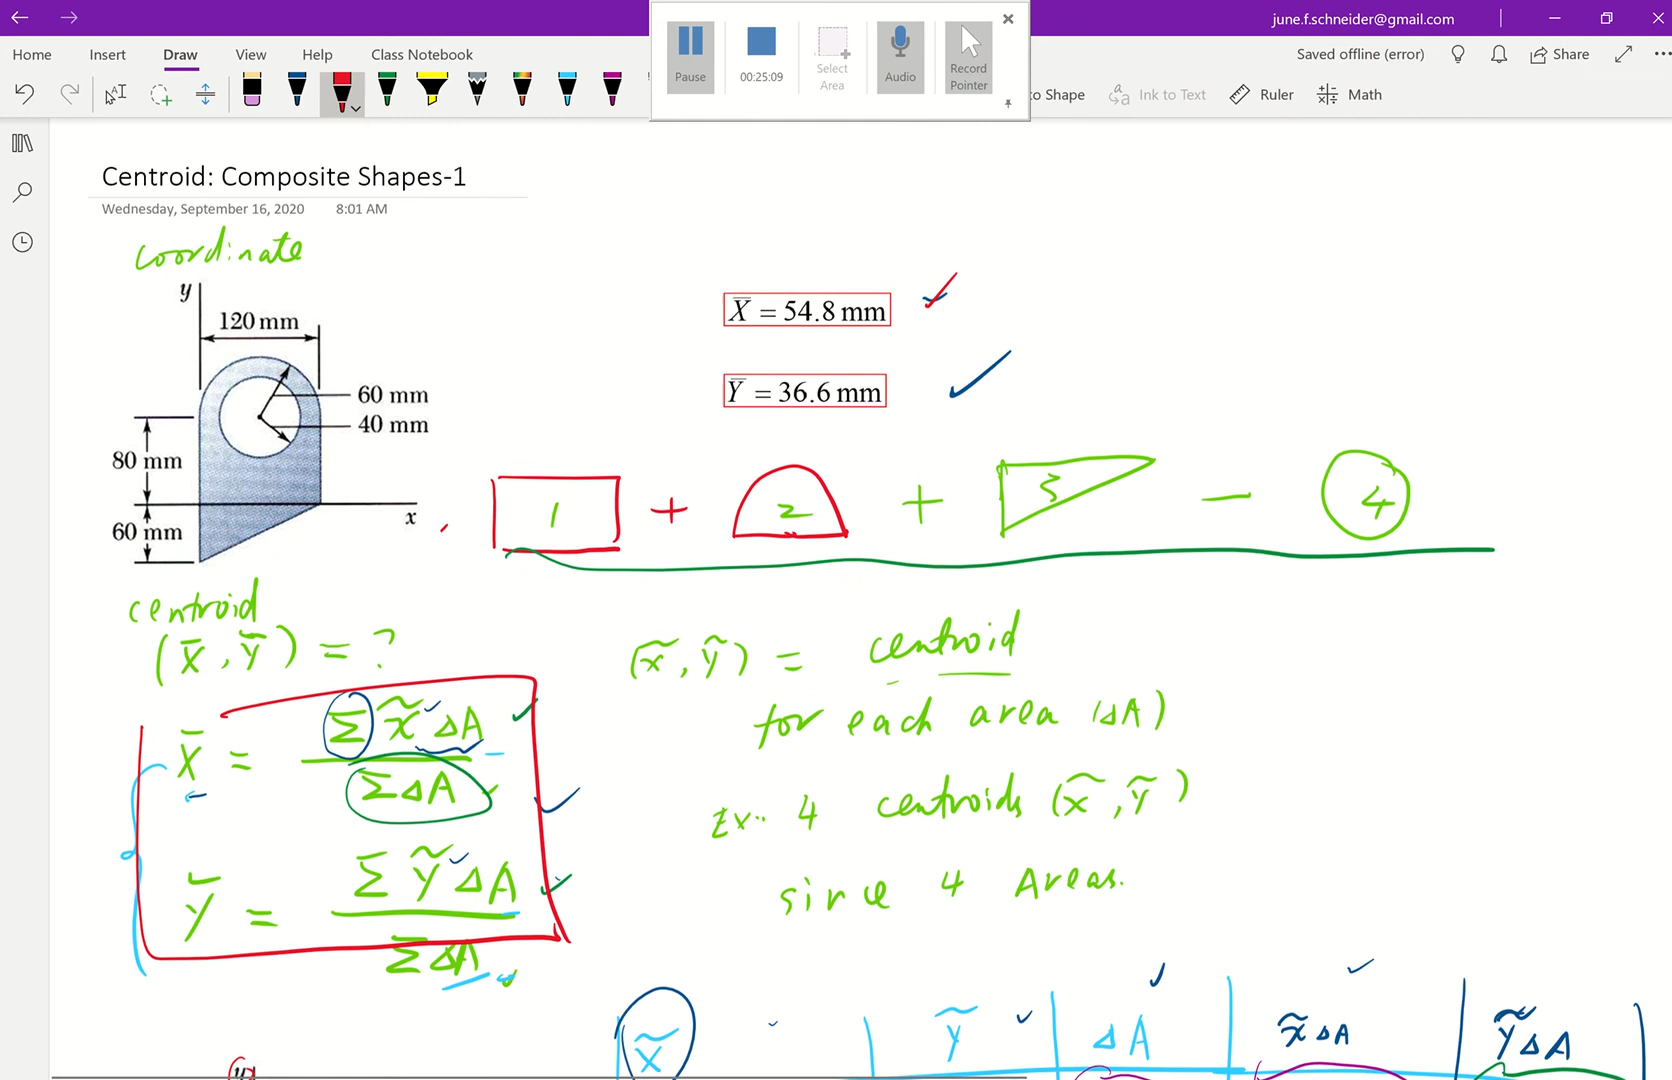 june.f.schneider@gmail.com
Home Insert Draw View Help Class Notebook
Pause 00:25:09 Select Area Audio Record Pointer
Saved offline (error) Share
to Shape Ink to Text Ruler Math
Centroid: Composite Shapes-1
Wednesday, September 16, 2020 8:01 AM
coordinate
y
120 mm
60 mm
40 mm
80 mm
60 mm
x
X̅ = 54.8 mm
Y̅ = 36.6 mm
1 + 2 + 3 − 4
centroid
(x̅, y̅) = ?
x̅ = Σ x̃ ΔA / ΣΔA
y̅ = Σ ỹ ΔA / ΣΔA
(x̃, ỹ) = centroid
for each area (ΔA)
Ex.. 4 centroids (x̃, ỹ)
since 4 Areas.
x̃ ỹ ΔA x̃ΔA ỹΔA
y